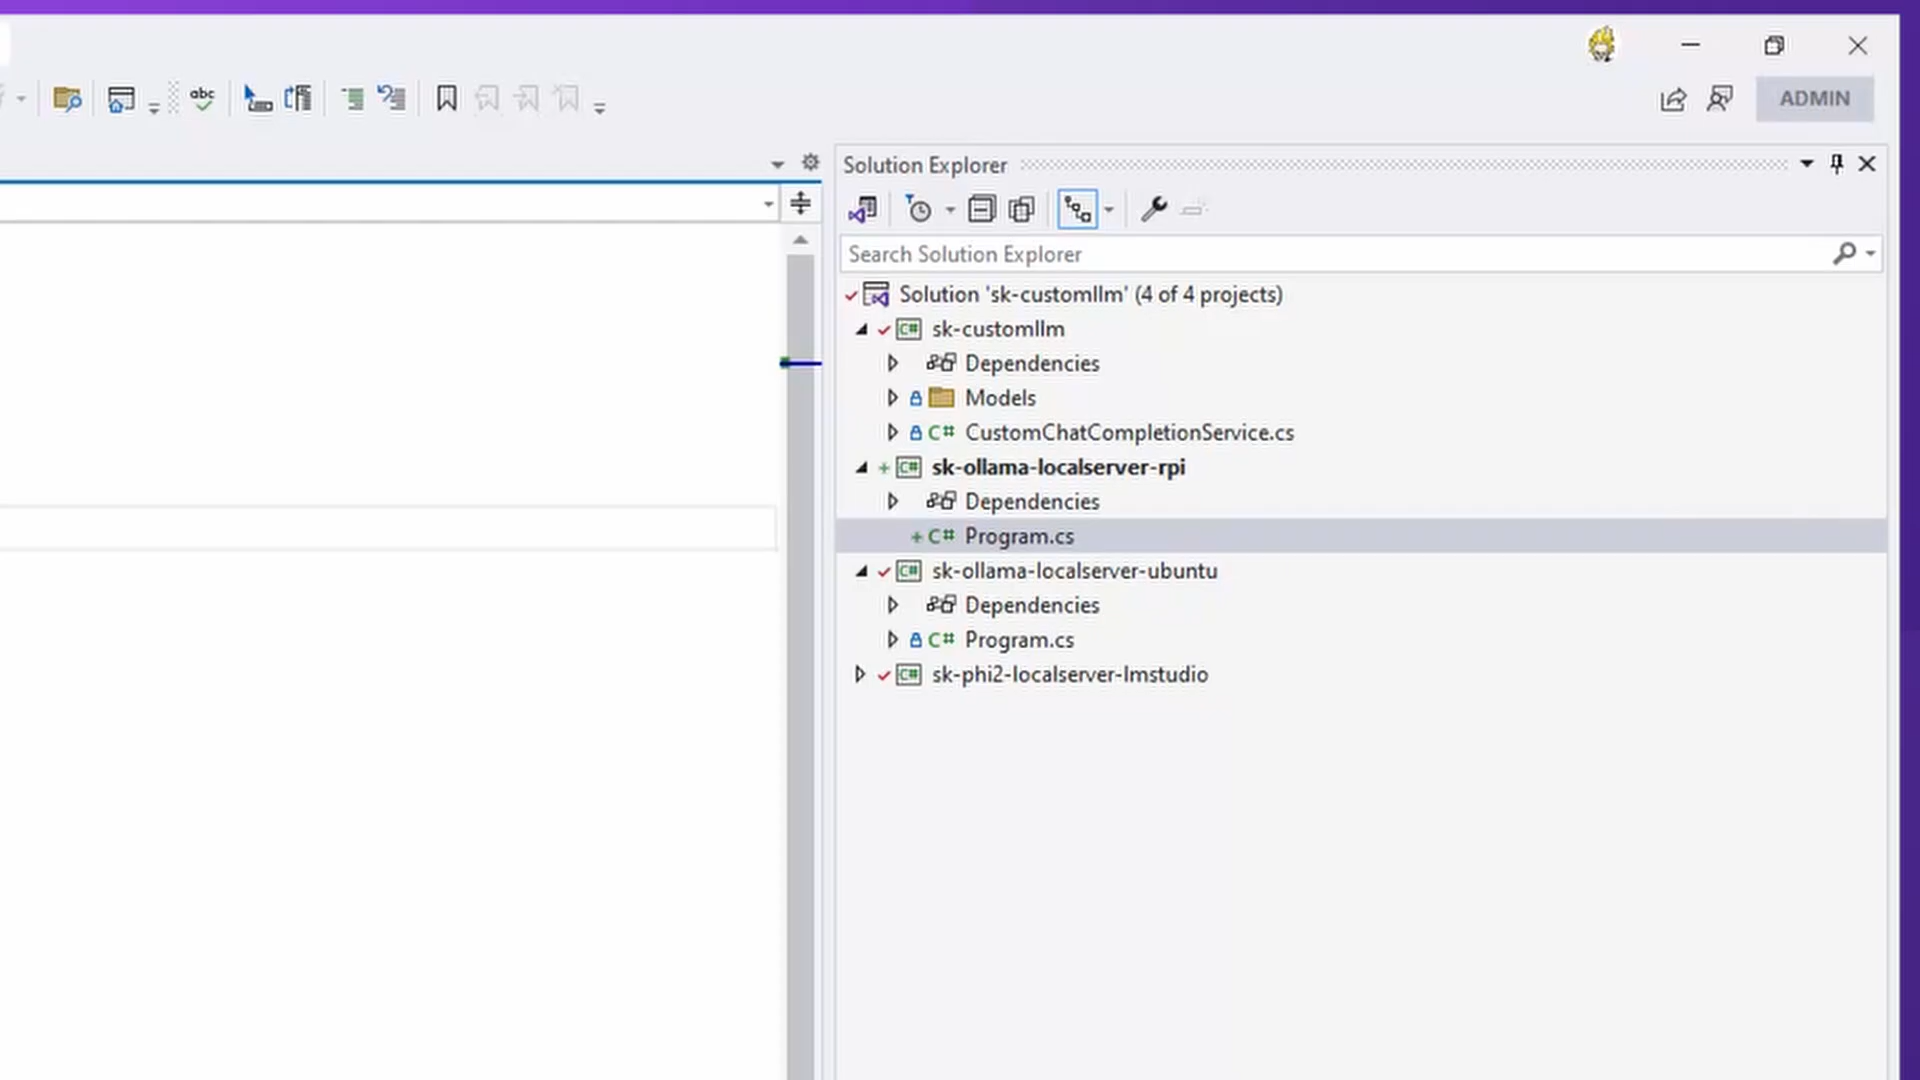 abc
ADMIN
Solution Explorer
Search Solution Explorer
Solution 'sk-customllm' (4 of 4 projects)
C# sk-customllm
Dependencies
Models
C# CustomChatCompletionService.cs
C# sk-ollama-localserver-rpi
Dependencies
C# Program.cs
C# sk-ollama-localserver-ubuntu
Dependencies
C# Program.cs
C# sk-phi2-localserver-lmstudio